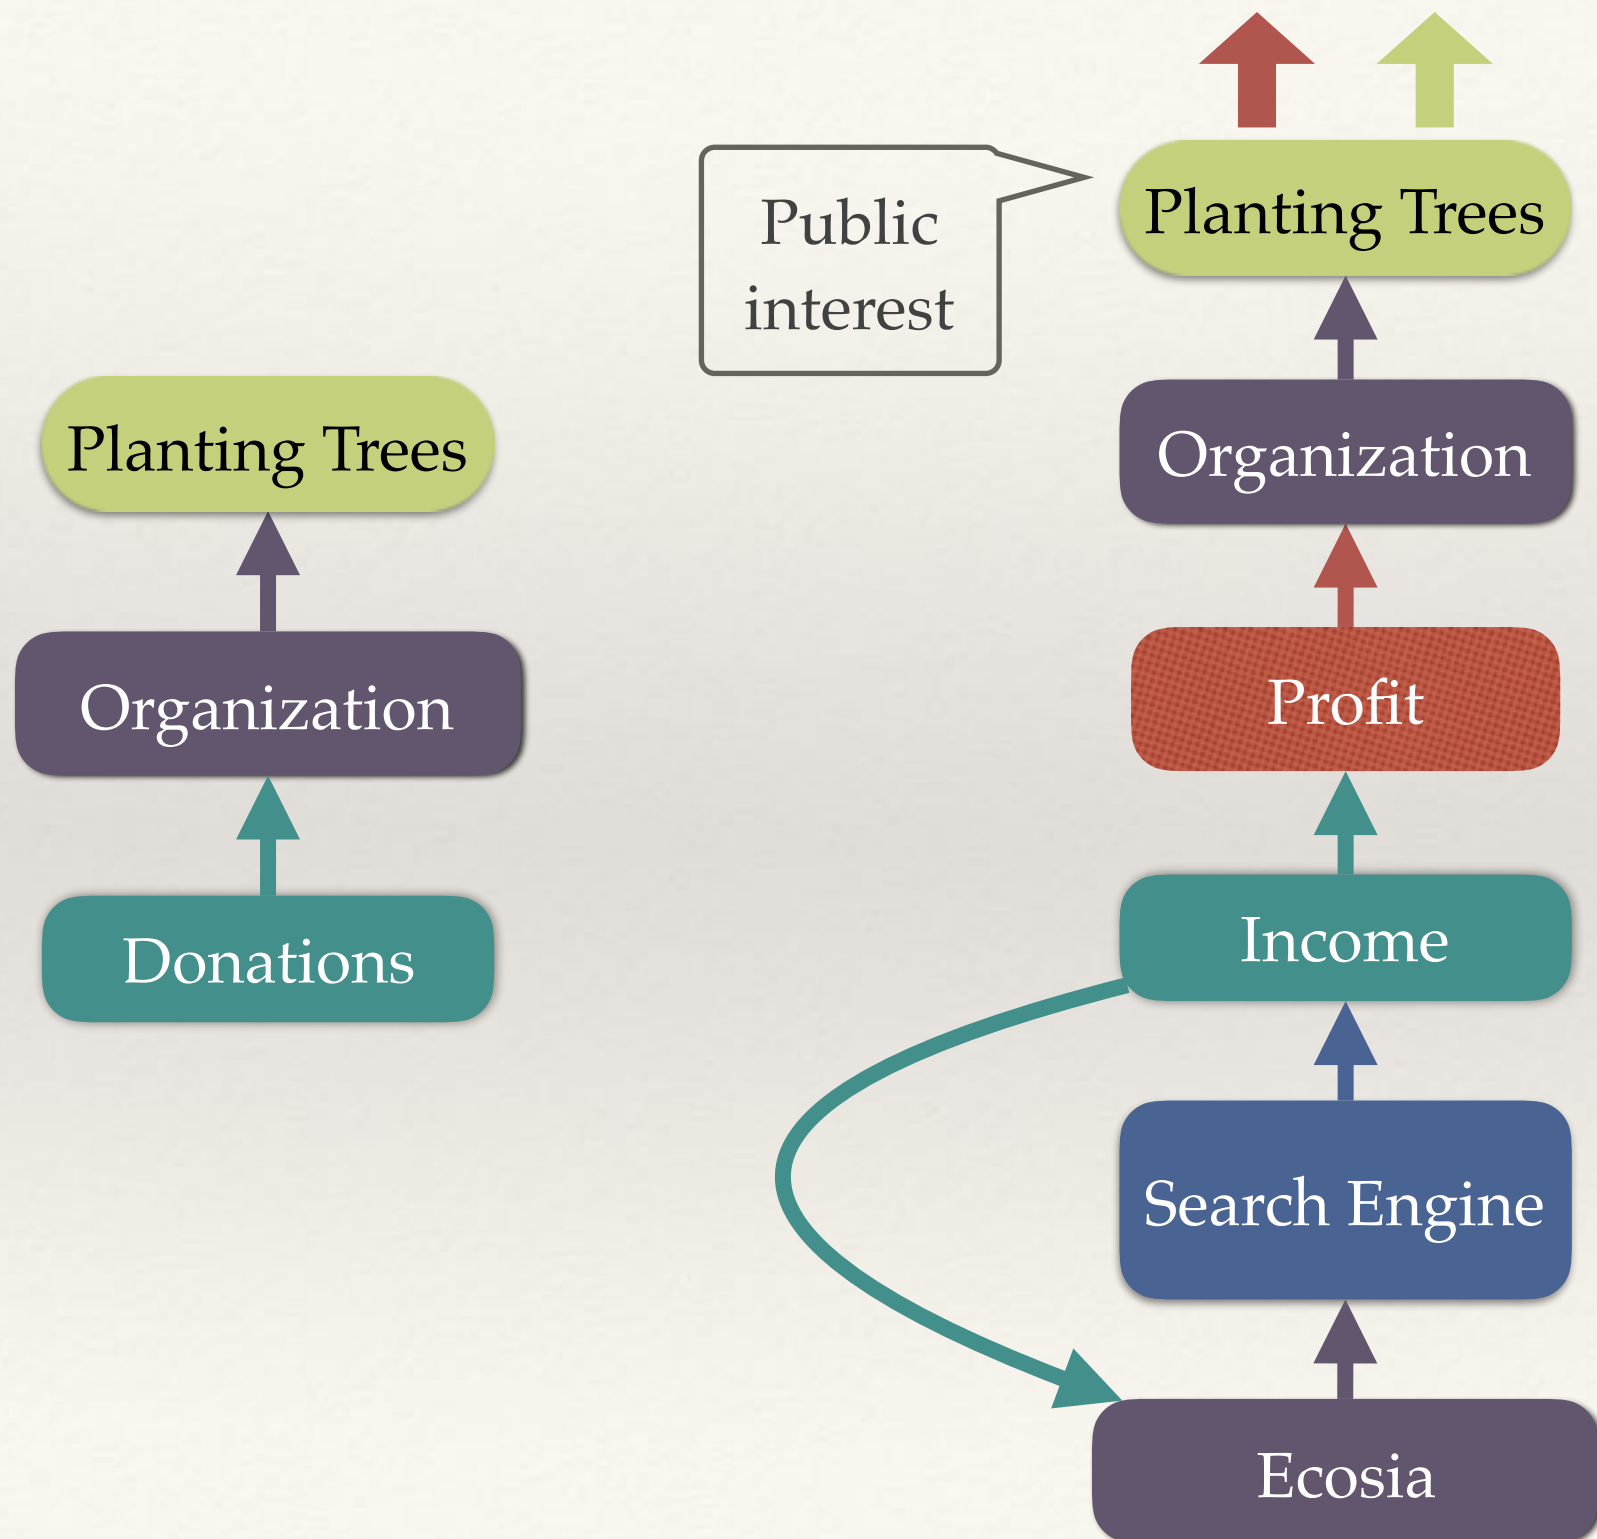 Planting Trees
Organization
Donations
Public
interest
Planting Trees
Organization
Profit
Income
Search Engine
Ecosia